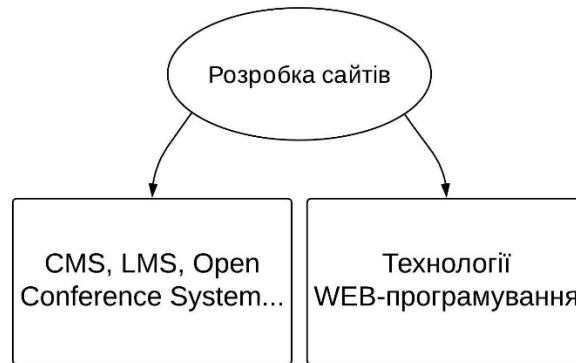 Розробка сайтів
CMS, LMS, Open
Conference System...
Технології
WEB-програмування